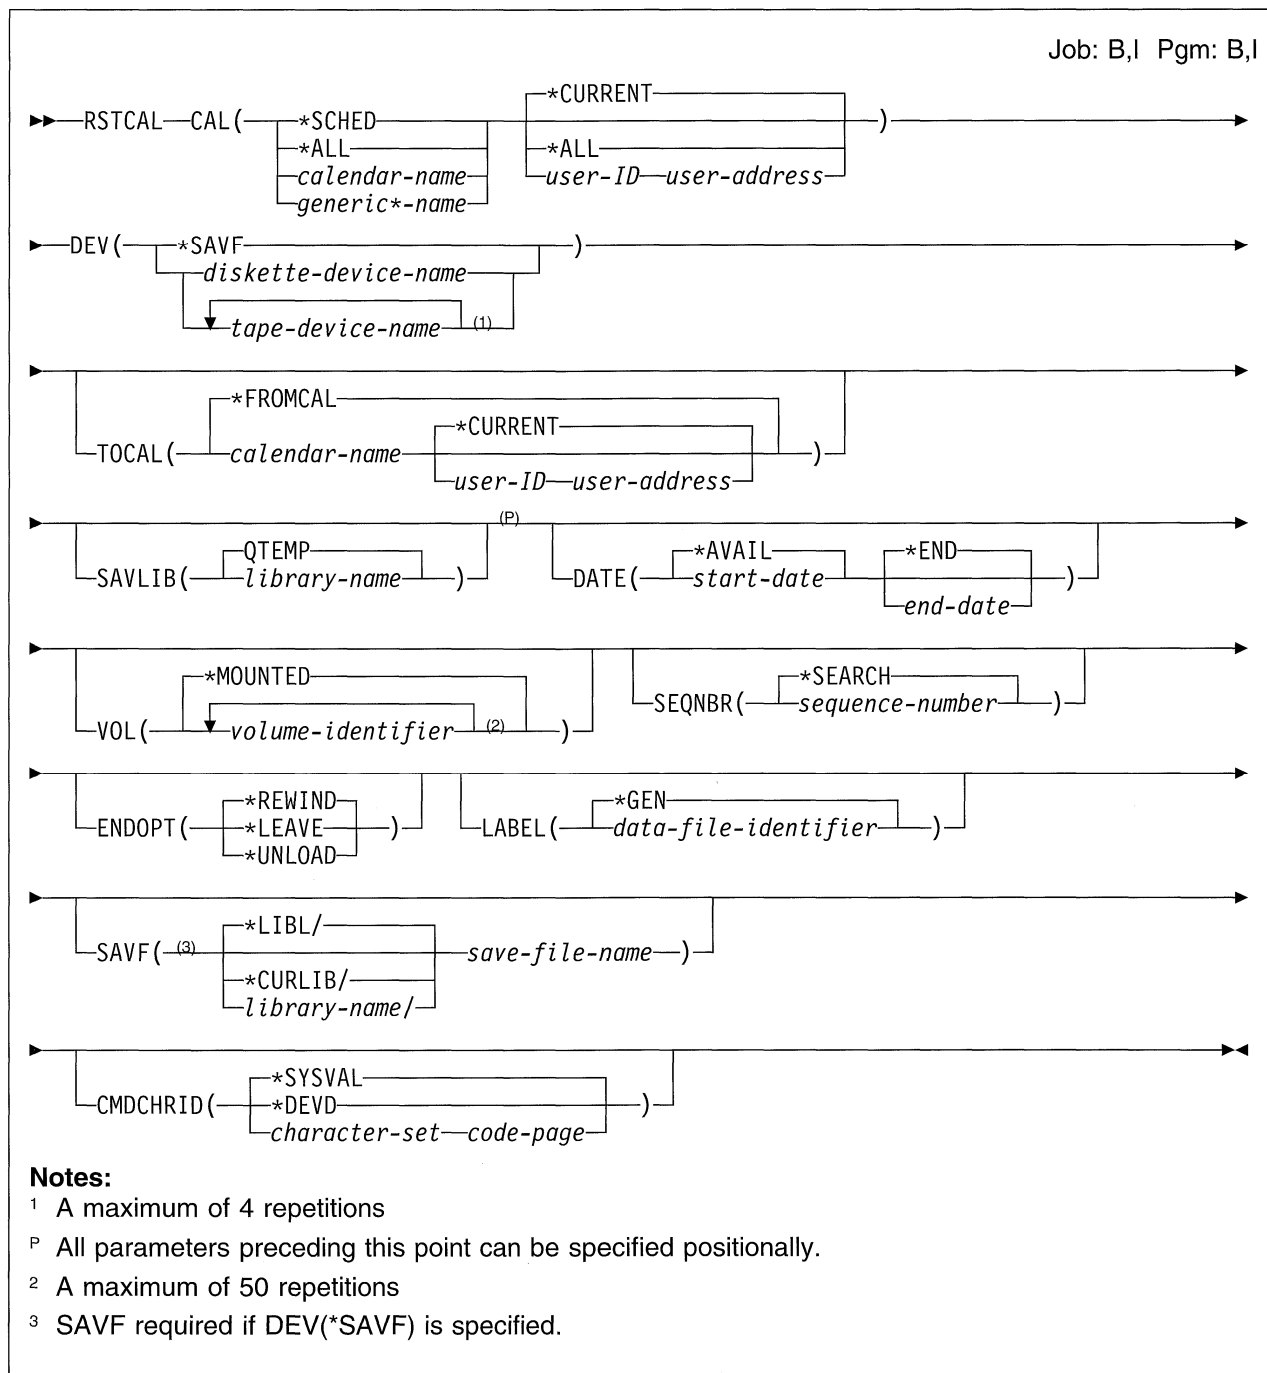 Job: B,I Pgm: B,I
*CURRENT
RSTCAL CAL( *SCHED )
*ALL *ALL
calendar-name user-ID user-address
generic*-name
DEV( *SAVF )
diskette-device-name
tape-device-name (1)
*FROMCAL
*CURRENT
TOCAL( calendar-name )
user-ID user-address
(P)
QTEMP *AVAIL *END
SAVLIB( library-name ) DATE( start-date )
end-date
*MOUNTED *SEARCH
SEQNBR( sequence-number )
VOL( volume-identifier (2) )
*REWIND *GEN
ENDOPT( *LEAVE ) LABEL( data-file-identifier )
*UNLOAD
*LIBL/
SAVF( (3) save-file-name )
*CURLIB/
library-name/
*SYSVAL
CMDCHRID( *DEVD )
character-set code-page
Notes:
1 A maximum of 4 repetitions
P All parameters preceding this point can be specified positionally.
2 A maximum of 50 repetitions
3 SAVF required if DEV(*SAVF) is specified.